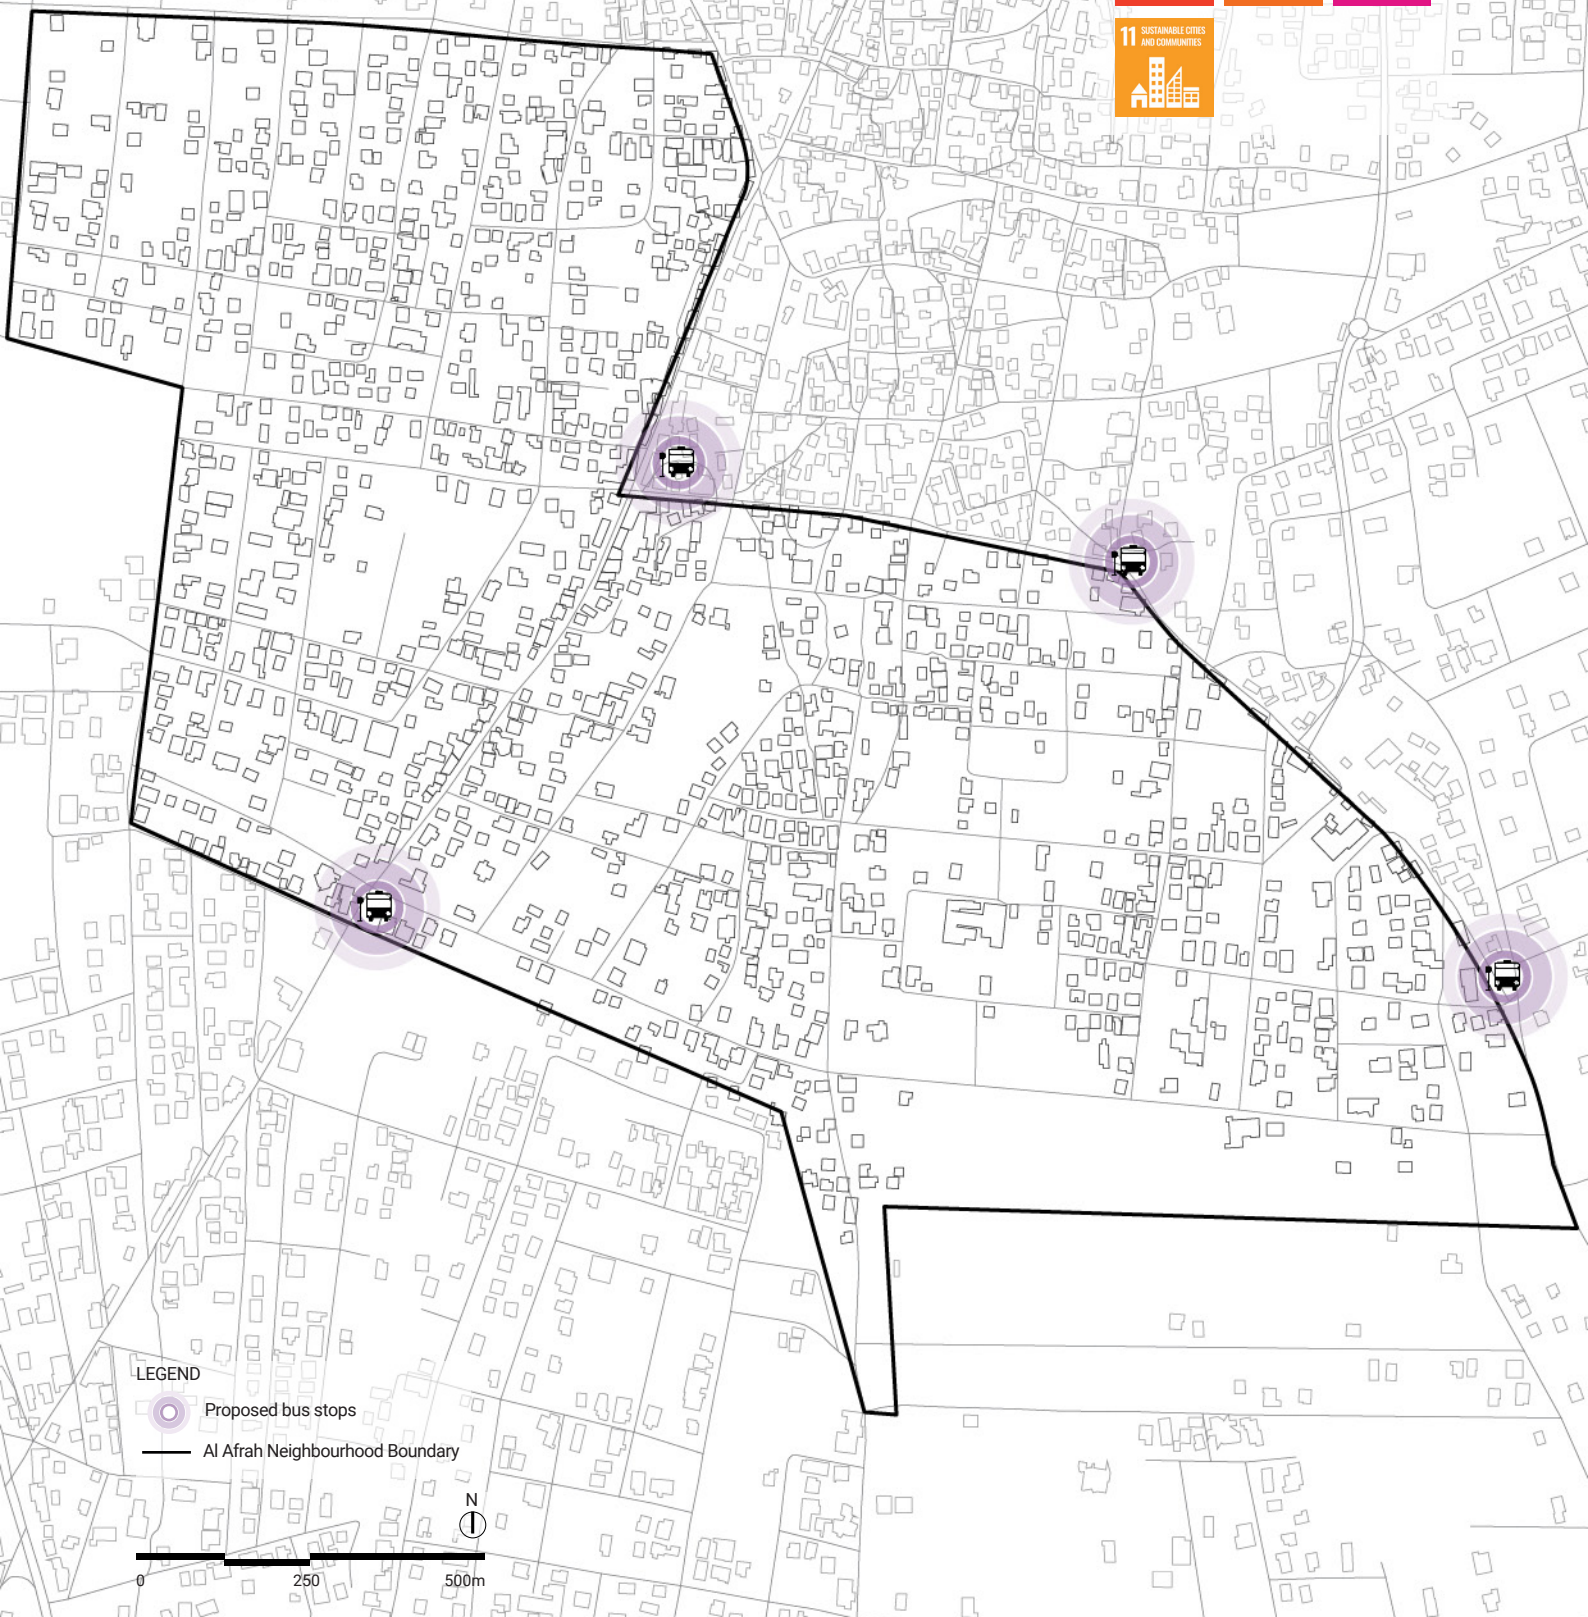 11 SUSTAINABLE CITIES
AND COMMUNITIES
LEGEND
Proposed bus stops
Al Afrah Neighbourhood Boundary
N
0 250 500m